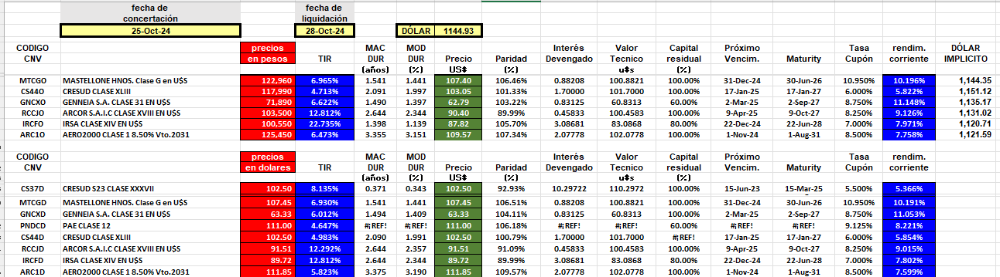 fecha de fecha de
concertación liquidación
25-Oct-24 28-Oct-24 DÓLAR 1144.93
CODIGO precios MAC MOD Interés Valor Capital Próximo Tasa rendim. DÓLAR
CNV en pesos TIR DUR DUR Precio Paridad Devengado Tecnico residual Vencim. Maturity Cupón corriente IMPLICITO
(años) (%) US$ (%) u$s (%)
MTCGO MASTELLONE HNOS. Clase G en U$S 122,960 6.965% 1.541 1.441 107.40 106.46% 0.88208 100.8821 100.00% 31-Dec-24 30-Jun-26 10.950% 10.196% 1,144.35
CS44O CRESUD CLASE XLIII 117,990 4.713% 2.091 1.997 103.05 101.33% 1.70000 101.7000 100.00% 17-Jan-25 17-Jan-27 6.000% 5.822% 1,151.12
GNCXO GENNEIA S.A. CLASE 31 EN U$S 71,890 6.622% 1.490 1.397 62.79 103.22% 0.83125 60.8313 60.00% 2-Mar-25 2-Sep-27 8.750% 11.148% 1,135.17
RCCJO ARCOR S.A.I.C CLASE XVIII EN U$S 103,500 12.812% 2.644 2.344 90.40 89.99% 0.45833 100.4583 100.00% 9-Apr-25 9-Oct-27 8.250% 9.126% 1,131.02
IRCFO IRSA CLASE XIV EN U$S 100,550 22.735% 1.398 1.139 87.82 105.70% 3.08681 83.0868 80.00% 22-Dec-24 22-Jun-28 7.000% 7.971% 1,120.71
ARC1O AERO2000 CLASE 1 8.50% Vto.2031 125,450 6.473% 3.355 3.151 109.57 107.34% 2.07778 102.0778 100.00% 1-Nov-24 1-Aug-31 8.500% 7.758% 1,121.59
CODIGO precios MAC MOD Interés Valor Capital Próximo Tasa rendim.
CNV en dolares TIR DUR DUR Precio Paridad Devengado Tecnico residual Vencim. Maturity Cupón corriente
(años) (%) US$ (%) u$s (%)
CS37D CRESUD S23 CLASE XXXVII 102.50 8.135% 0.371 0.343 102.50 92.93% 10.29722 110.2972 100.00% 15-Jun-23 15-Mar-25 5.500% 5.366%
MTCGD MASTELLONE HNOS. Clase G en U$S 107.45 6.930% 1.541 1.441 107.45 106.51% 0.88208 100.8821 100.00% 31-Dec-24 30-Jun-26 10.950% 10.191%
GNCXD GENNEIA S.A. CLASE 31 EN U$S 63.33 6.012% 1.494 1.409 63.33 104.11% 0.83125 60.8313 100.00% 2-Mar-25 2-Sep-27 8.750% 11.053%
PNDCD PAE CLASE 12 111.00 4.647% #¡REF! #¡REF! 111.00 106.18% #¡REF! #¡REF! 60.00% #¡REF! #¡REF! 9.125% 8.221%
CS44D CRESUD CLASE XLIII 102.50 4.983% 2.090 1.991 102.50 100.79% 1.70000 101.7000 #¡REF! 17-Jan-25 17-Jan-27 6.000% 5.854%
RCCJD ARCOR S.A.I.C CLASE XVIII EN U$S 91.51 12.292% 2.644 2.357 91.51 91.09% 0.45833 100.4583 100.00% 9-Apr-25 9-Oct-27 8.250% 9.015%
IRCFD IRSA CLASE XIV EN U$S 89.72 12.812% 2.644 2.344 89.72 89.99% 3.08681 83.0868 100.00% 22-Dec-24 22-Jun-28 7.000% 7.802%
ARC1D AERO2000 CLASE 1 8.50% Vto.2031 111.85 5.823% 3.375 3.190 111.85 109.57% 2.07778 102.0778 100.00% 1-Nov-24 1-Aug-31 8.500% 7.599%